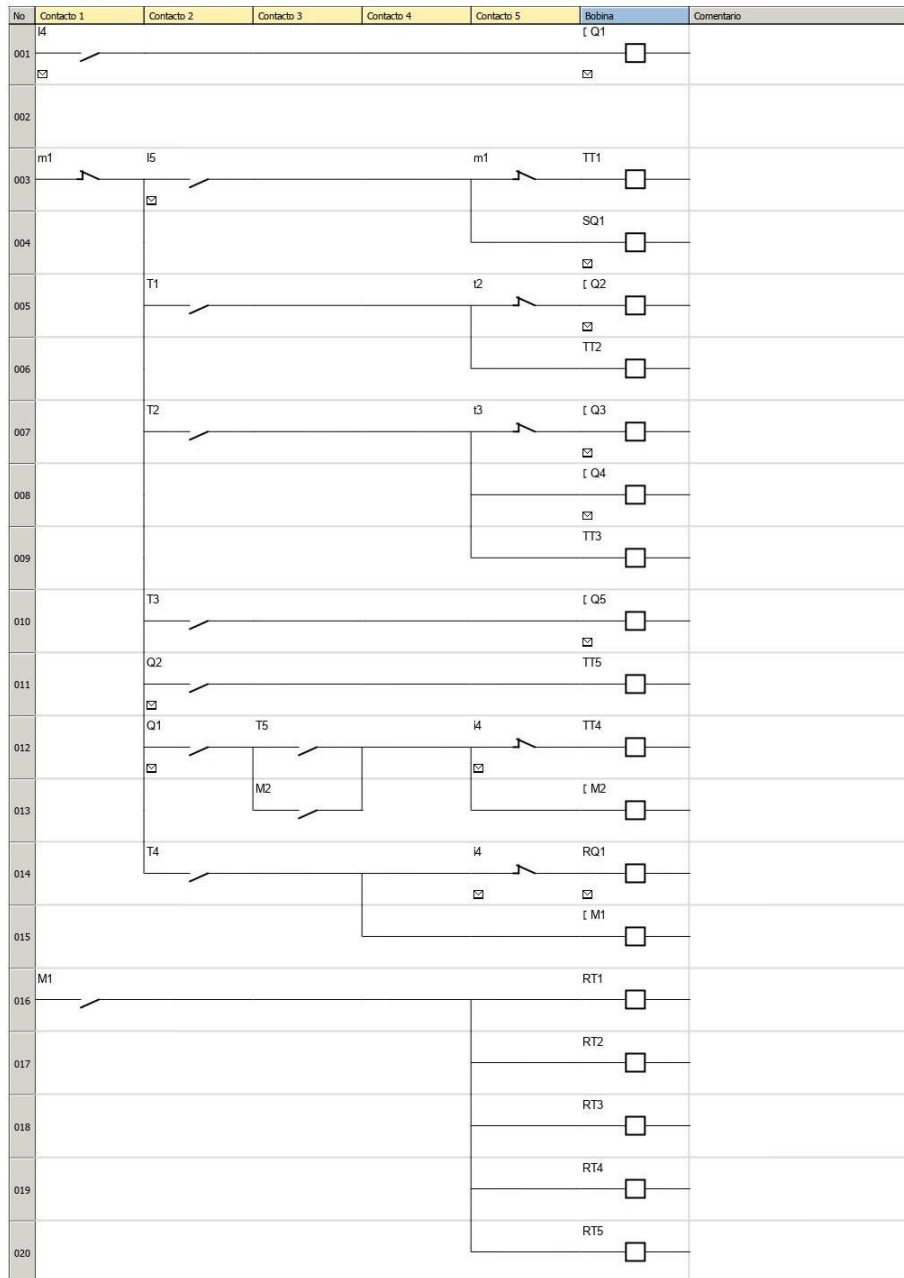 No Contacto 1 Contacto 2 Contacto 3 Contacto 4 Contacto 5 Bobina Comentario
I4 [ Q1
001
002
m1 I5 m1 TT1
003
SQ1
004
T1 t2 [ Q2
005
TT2
006
T2 t3 [ Q3
007
[ Q4
008
TT3
009
T3 [ Q5
010
Q2 TT5
011
Q1 T5 i4 TT4
012
M2 [ M2
013
T4 i4 RQ1
014
[ M1
015
M1 RT1
016
RT2
017
RT3
018
RT4
019
RT5
020